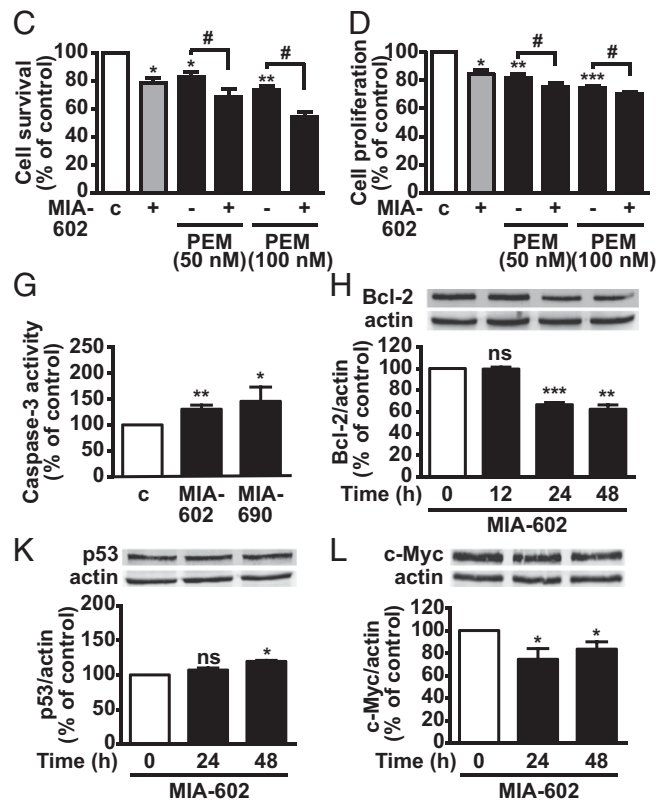 C
Cell survival
(% of control)
100
80
60
40
20
0
*
*
#
**
#
MIA-
602
c
+
-
+
-
+
PEM
(50 nM)
PEM
(100 nM)
D
Cell proliferation
(% of control)
100
80
60
40
20
0
*
**
#
***
#
MIA-
602
c
+
-
+
-
+
PEM
(50 nM)
PEM
(100 nM)
G
Caspase-3 activity
(% of control)
250
200
150
100
50
0
**
*
c
MIA-
602
MIA-
690
H
Bcl-2
actin
Bcl-2/actin
(% of control)
120
100
80
60
40
20
0
ns
***
**
Time (h)
0
12
24
48
MIA-602
K
p53
actin
p53/actin
(% of control)
200
150
100
50
0
ns
*
Time (h)
0
24
48
MIA-602
L
c-Myc
actin
c-Myc/actin
(% of control)
120
100
80
60
40
20
0
*
*
Time (h)
0
24
48
MIA-602